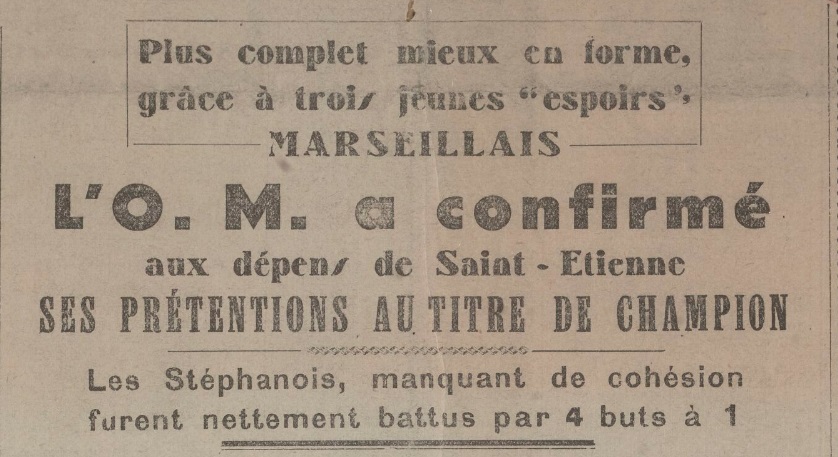 Plus complet mieux en forme,
grâce à trois jeunes "espoirs"
MARSEILLAIS
L'O. M. a confirmé
aux dépens de Saint - Etienne
SES PRÉTENTIONS AU TITRE DE CHAMPION
Les Stéphanois, manquant de cohésion
furent nettement battus par 4 buts à 1